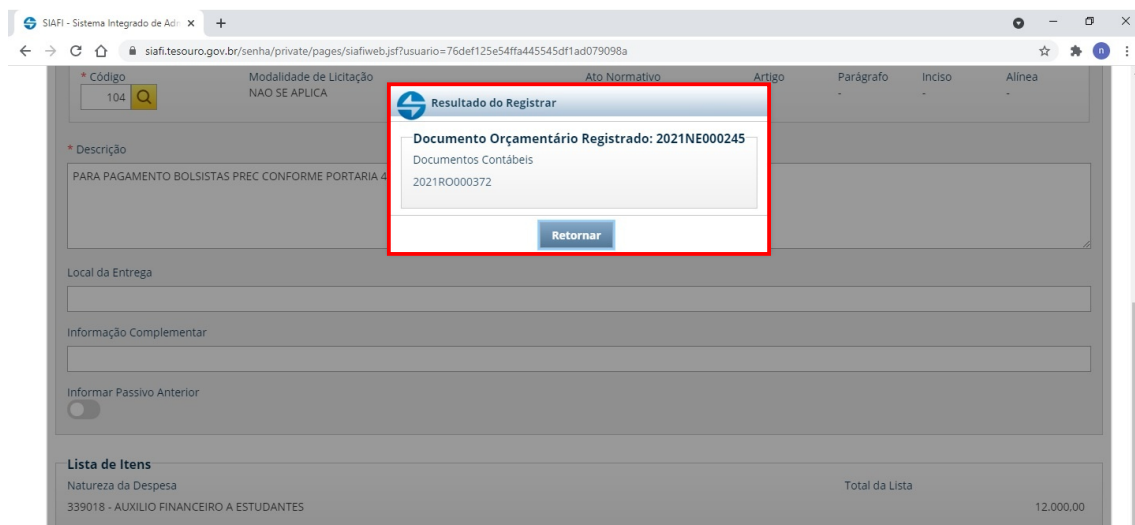 SIAFI - Sistema Integrado de Adm
siafi.tesouro.gov.br/senha/private/pages/siafiweb.jsf?usuario=76def125e54ffa445545df1ad079098a
n
* Código Modalidade de Licitação Ato Normativo Artigo Parágrafo Inciso Alínea
104 NAO SE APLICA - - -
Resultado do Registrar
Documento Orçamentário Registrado: 2021NE000245
Documentos Contábeis
2021RO000372
Retornar
* Descrição
PARA PAGAMENTO BOLSISTAS PREC CONFORME PORTARIA 4
Local da Entrega
Informação Complementar
Informar Passivo Anterior
Lista de Itens
Natureza da Despesa Total da Lista
339018 - AUXILIO FINANCEIRO A ESTUDANTES 12.000,00